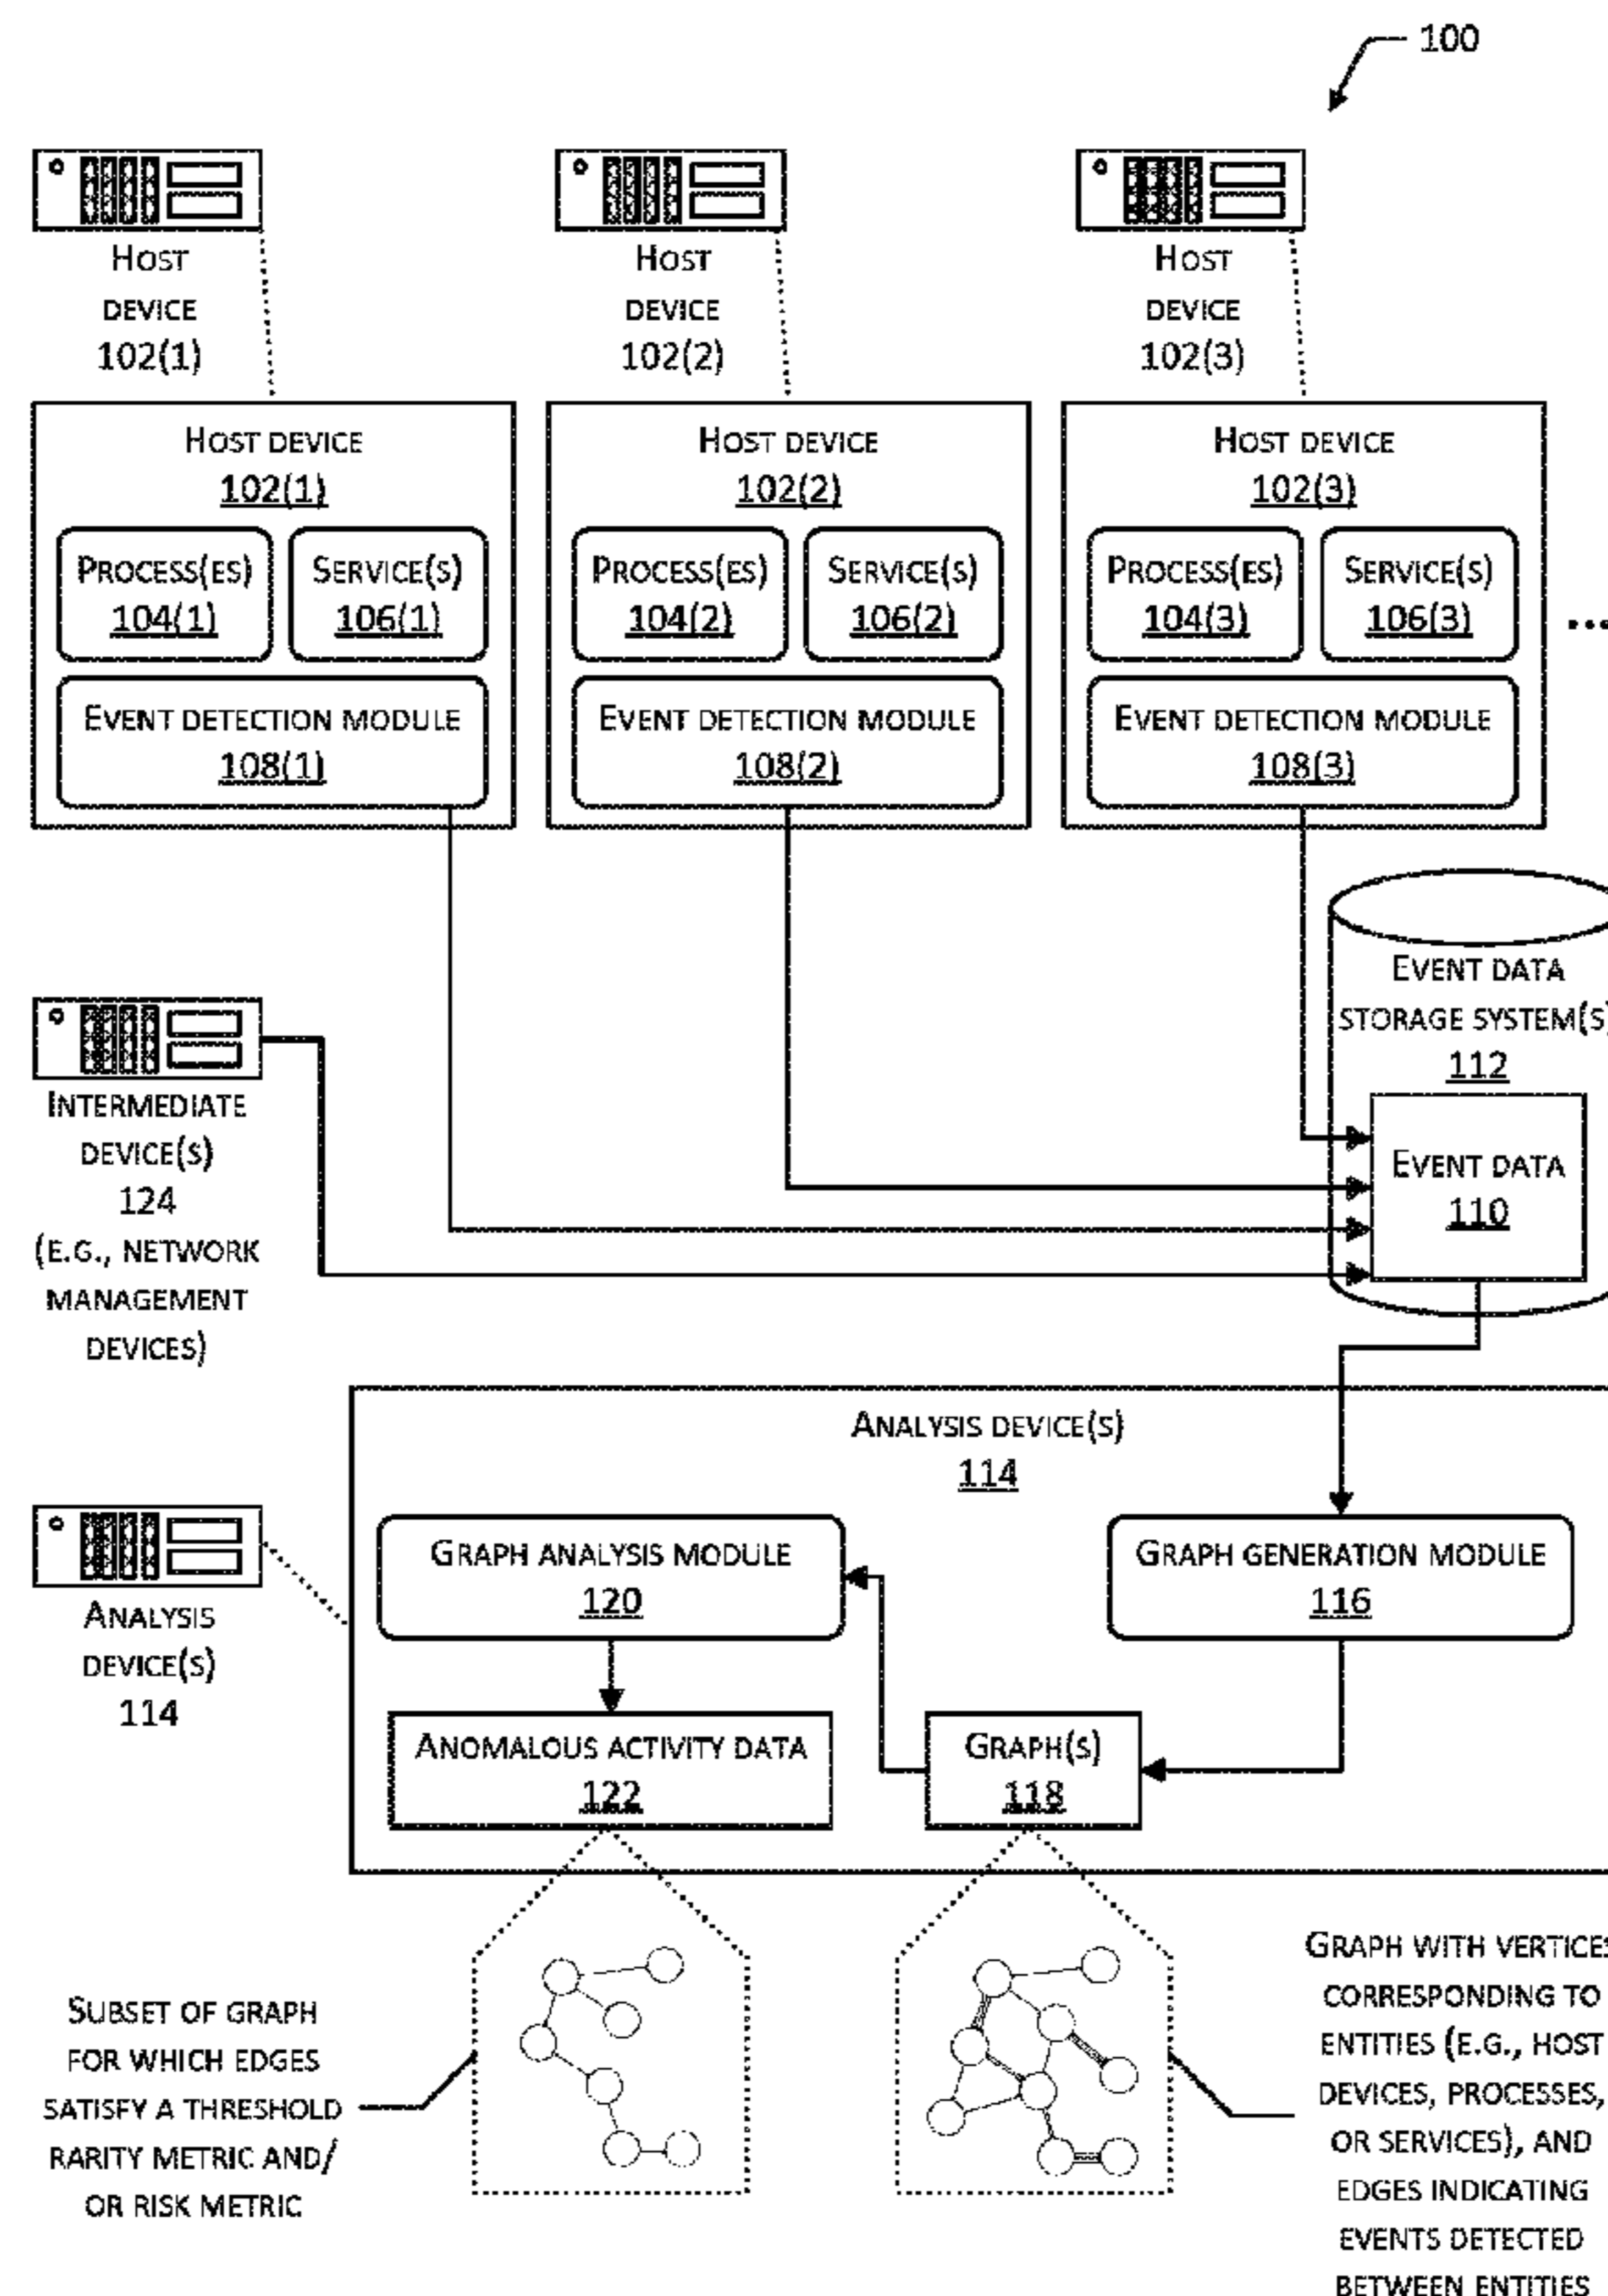 100
HOST
DEVICE
102(1)
HOST
DEVICE
102(2)
HOST
DEVICE
102(3)
HOST DEVICE
102(1)
PROCESS(ES)
104(1)
SERVICE(S)
106(1)
EVENT DETECTION MODULE
108(1)
HOST DEVICE
102(2)
PROCESS(ES)
104(2)
SERVICE(S)
106(2)
EVENT DETECTION MODULE
108(2)
HOST DEVICE
102(3)
PROCESS(ES)
104(3)
SERVICE(S)
106(3)
EVENT DETECTION MODULE
108(3)
...
EVENT DATA
STORAGE SYSTEM(S)
112
EVENT DATA
110
INTERMEDIATE
DEVICE(S)
124
(E.G., NETWORK
MANAGEMENT
DEVICES)
ANALYSIS DEVICE(S)
114
ANALYSIS
DEVICE(S)
114
GRAPH ANALYSIS MODULE
120
GRAPH GENERATION MODULE
116
ANOMALOUS ACTIVITY DATA
122
GRAPH(S)
118
SUBSET OF GRAPH
FOR WHICH EDGES
SATISFY A THRESHOLD
RARITY METRIC AND/
OR RISK METRIC
GRAPH WITH VERTICES
CORRESPONDING TO
ENTITIES (E.G., HOST
DEVICES, PROCESSES,
OR SERVICES), AND
EDGES INDICATING
EVENTS DETECTED
BETWEEN ENTITIES